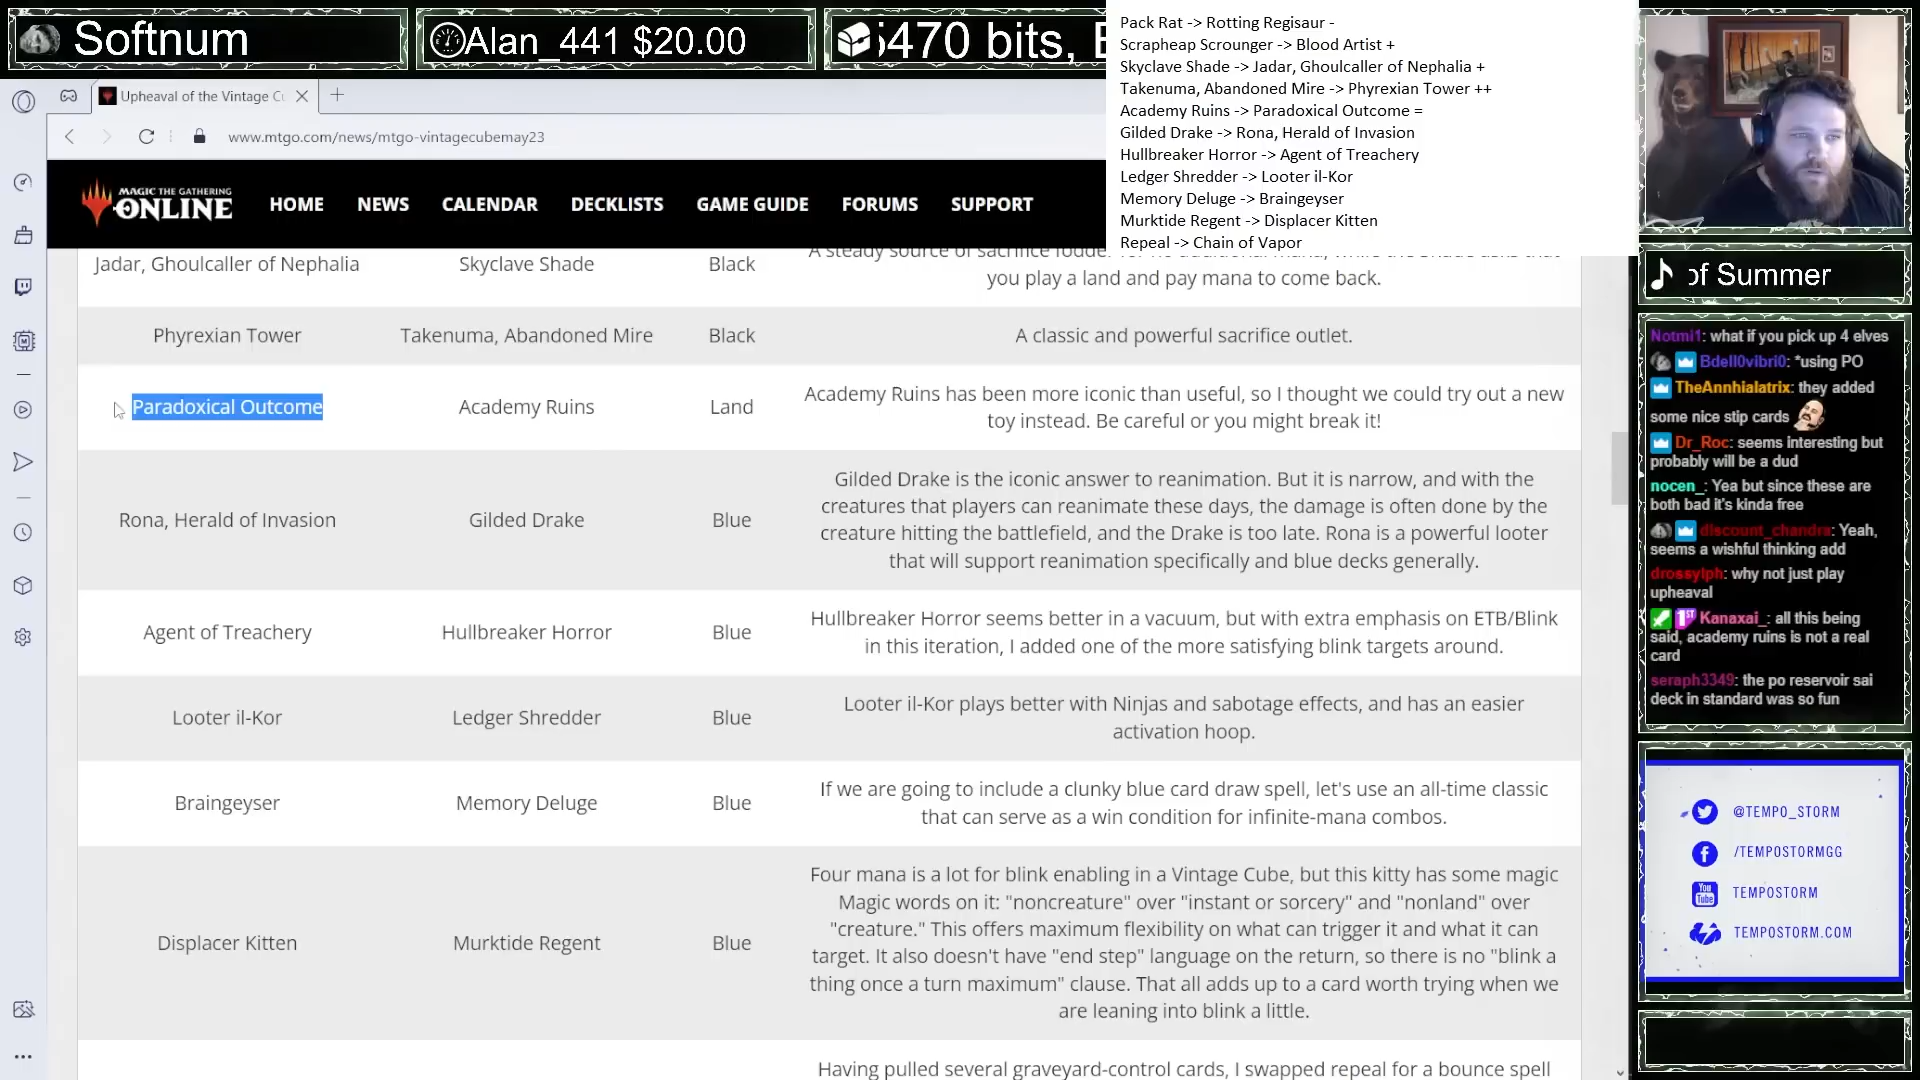 Softnum
Alan_441 $20.00
5470 bits, E
Pack Rat -> Rotting Regisaur -
Scrapheap Scrounger -> Blood Artist +
Skyclave Shade -> Jadar, Ghoulcaller of Nephalia +
Takenuma, Abandoned Mire -> Phyrexian Tower ++
Academy Ruins -> Paradoxical Outcome =
Gilded Drake -> Rona, Herald of Invasion
Hullbreaker Horror -> Agent of Treachery
Ledger Shredder -> Looter il-Kor
Memory Deluge -> Braingeyser
Murktide Regent -> Displacer Kitten
Repeal -> Chain of Vapor
Upheaval of the Vintage Cu
www.mtgo.com/news/mtgo-vintagecubemay23
MAGIC THE GATHERING
ONLINE
HOME NEWS CALENDAR DECKLISTS GAME GUIDE FORUMS SUPPORT
Jadar, Ghoulcaller of Nephalia Skyclave Shade Black
A steady source of sacrifice fodder for no additional mana, while the Shade asks that
you play a land and pay mana to come back.
Phyrexian Tower Takenuma, Abandoned Mire Black A classic and powerful sacrifice outlet.
Paradoxical Outcome Academy Ruins Land
Academy Ruins has been more iconic than useful, so I thought we could try out a new
toy instead. Be careful or you might break it!
Rona, Herald of Invasion Gilded Drake Blue
Gilded Drake is the iconic answer to reanimation. But it is narrow, and with the
creatures that players can reanimate these days, the damage is often done by the
creature hitting the battlefield, and the Drake is too late. Rona is a powerful looter
that will support reanimation specifically and blue decks generally.
Agent of Treachery Hullbreaker Horror Blue
Hullbreaker Horror seems better in a vacuum, but with extra emphasis on ETB/Blink
in this iteration, I added one of the more satisfying blink targets around.
Looter il-Kor Ledger Shredder Blue
Looter il-Kor plays better with Ninjas and sabotage effects, and has an easier
activation hoop.
Braingeyser Memory Deluge Blue
If we are going to include a clunky blue card draw spell, let's use an all-time classic
that can serve as a win condition for infinite-mana combos.
Displacer Kitten Murktide Regent Blue
Four mana is a lot for blink enabling in a Vintage Cube, but this kitty has some magic
Magic words on it: "noncreature" over "instant or sorcery" and "nonland" over
"creature." This offers maximum flexibility on what can trigger it and what it can
target. It also doesn't have "end step" language on the return, so there is no "blink a
thing once a turn maximum" clause. That all adds up to a card worth trying when we
are leaning into blink a little.
Having pulled several graveyard-control cards, I swapped repeal for a bounce spell
of Summer
Notmi1: what if you pick up 4 elves
Bdell0vibri0: *using PO
TheAnnhialatrix: they added
some nice stip cards
Dr_Roc: seems interesting but
probably will be a dud
nocen_: Yea but since these are
both bad it's kinda free
discount_chandra: Yeah,
seems a wishful thinking add
drossylph: why not just play
upheaval
Kanaxai_: all this being
said, academy ruins is not a real
card
seraph3349: the po reservoir sai
deck in standard was so fun
@TEMPO_STORM
/TEMPOSTORMGG
You Tube TEMPOSTORM
TEMPOSTORM.COM